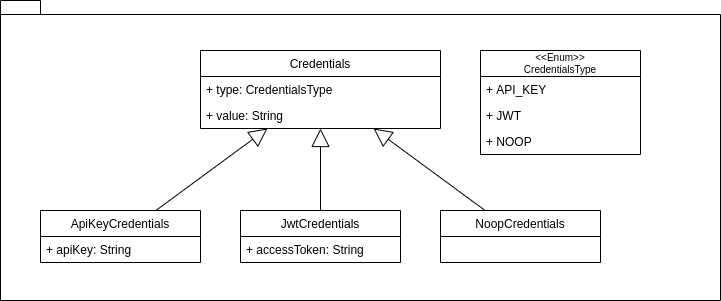 Credentials
+ type: CredentialsType
+ value: String
<<Enum>>
CredentialsType
+ API_KEY
+ JWT
+ NOOP
ApiKeyCredentials
+ apiKey: String
JwtCredentials
+ accessToken: String
NoopCredentials